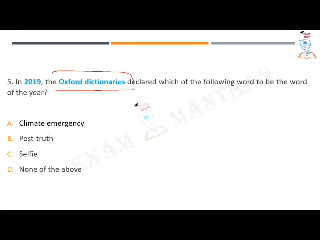 5. In 2019, the Oxford dictionaries declared which of the following word to be the word
of the year?
A. Climate emergency
B. Post-truth
C. Selfie
D. None of the above
EXAM MANTHAN